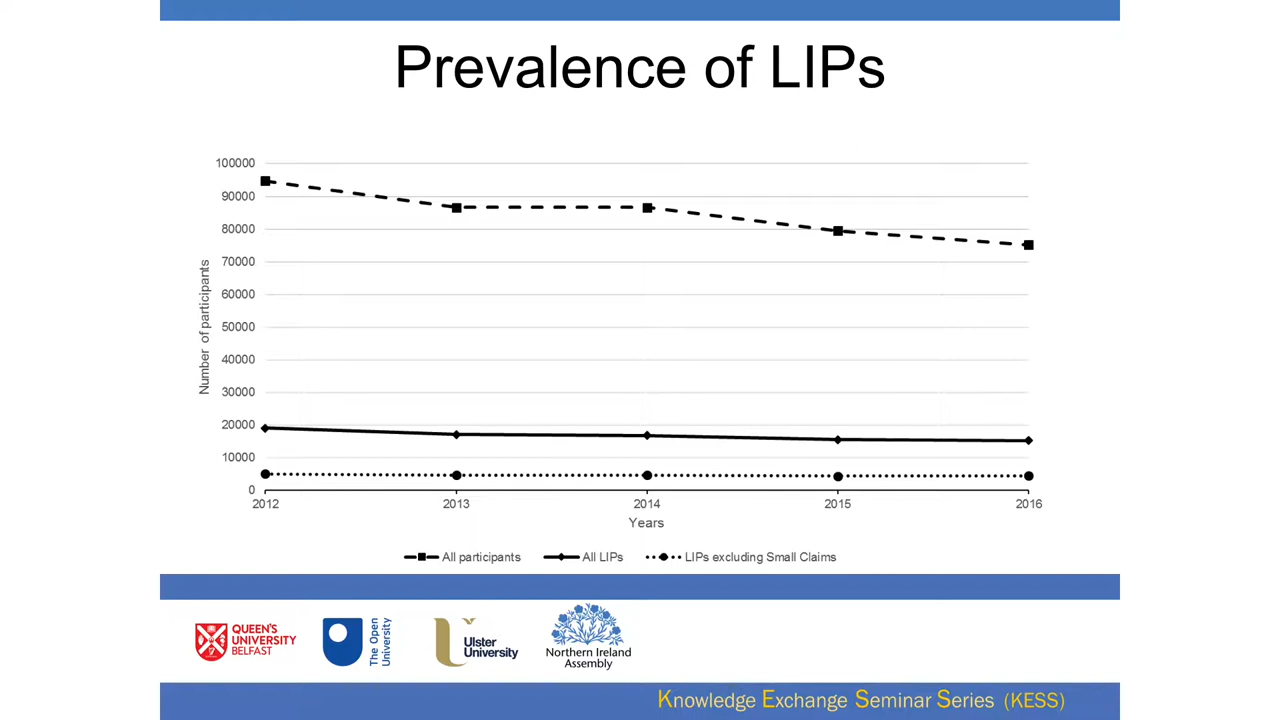 Prevalence of LIPs
100000
90000
80000
70000
60000
50000
40000
30000
20000
10000
0
Number of participants
2012 2013 2014 2015 2016
Years
All participants All LIPs LIPs excluding Small Claims
QUEEN'S
UNIVERSITY
BELFAST
The Open
University
Ulster
University
Northern Ireland
Assembly
Knowledge Exchange Seminar Series (KESS)